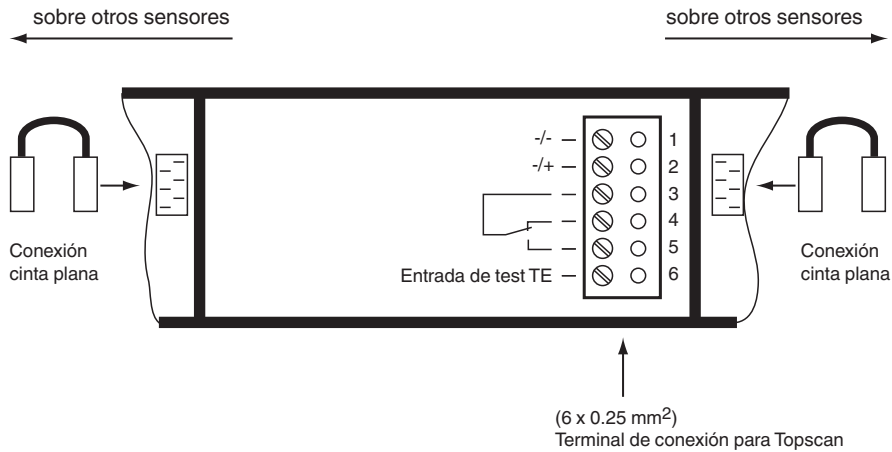 sobre otros sensores
sobre otros sensores
-/- 1
-/+ 2
3
4
5
Entrada de test TE 6
Conexión
cinta plana
Conexión
cinta plana
(6 x 0.25 mm²)
Terminal de conexión para Topscan